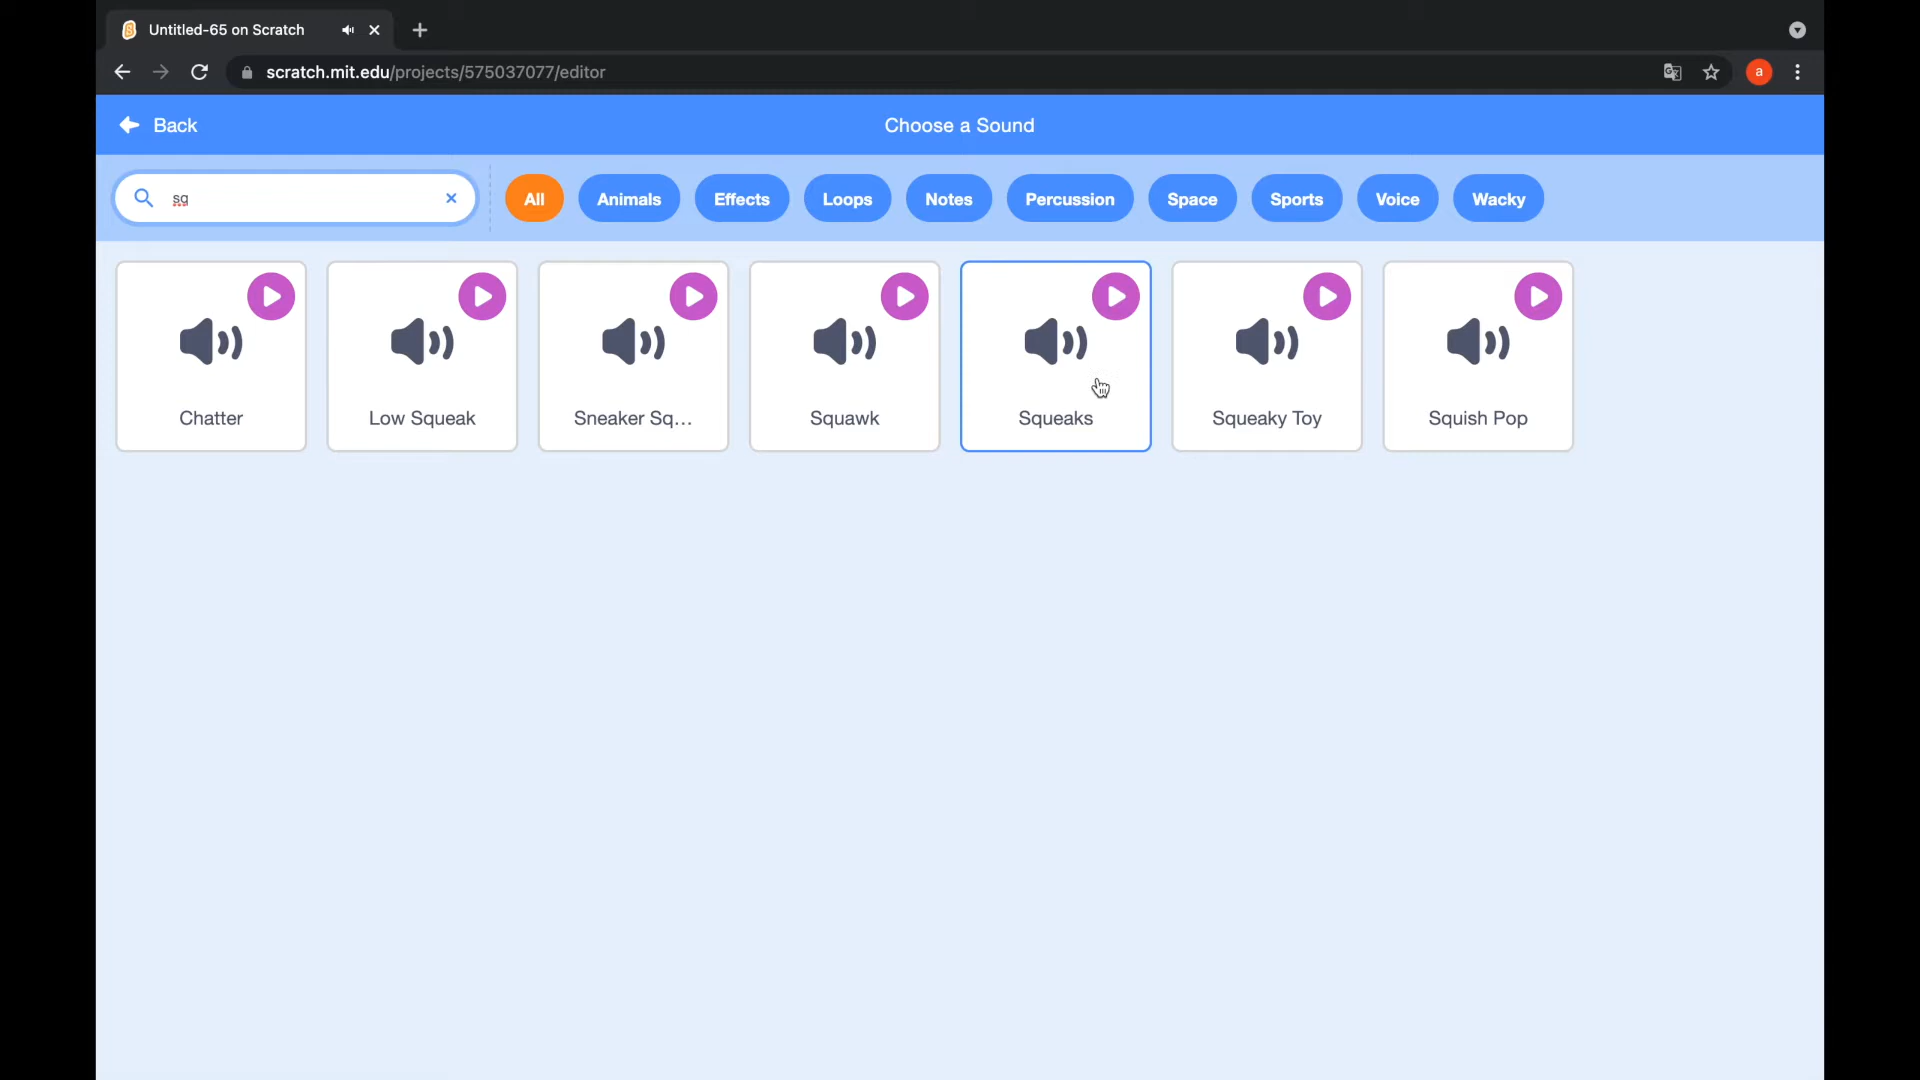 Untitled-65 on Scratch
scratch.mit.edu/projects/575037077/editor
a
Back
Choose a Sound
sq
All
Animals
Effects
Loops
Notes
Percussion
Space
Sports
Voice
Wacky
Chatter
Low Squeak
Sneaker Sq...
Squawk
Squeaks
Squeaky Toy
Squish Pop